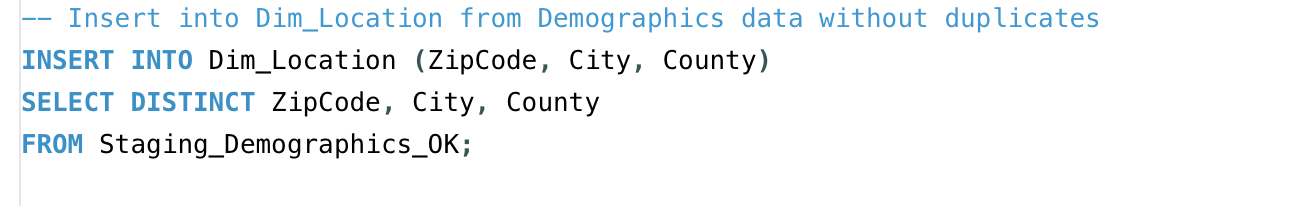 -- Insert into Dim_Location from Demographics data without duplicates
INSERT INTO Dim_Location (ZipCode, City, County)
SELECT DISTINCT ZipCode, City, County
FROM Staging_Demographics_OK;